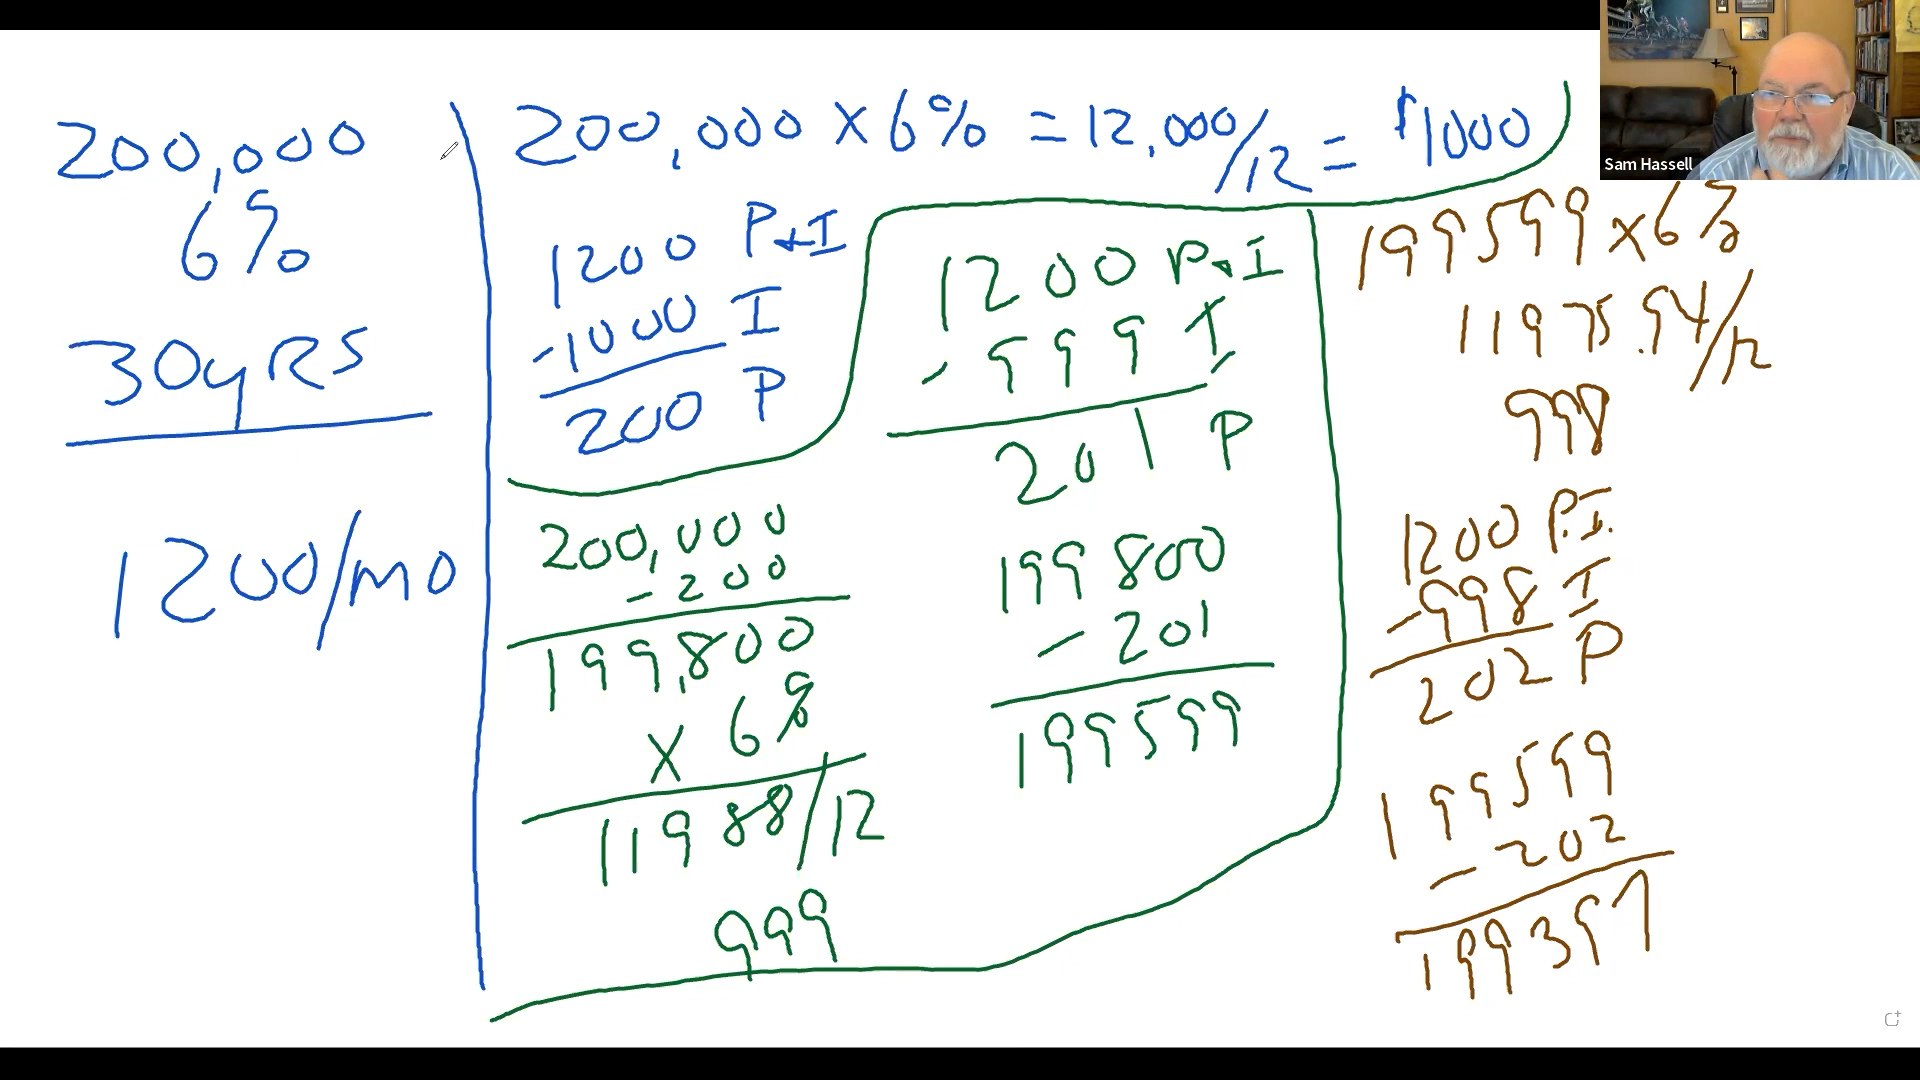 200,000
6%
30yRS
1200/mo
200,000 X 6% = 12,000/12 = $1000
1200 P&I
-1000 I
200 P
200,000
-200
199,800
X 6%
11988/12
999
1200 P&I
-999 I
201 P
199800
-201
199599
199599 x 6%
11975.94/12
998
1200 P.I.
-998 I
202 P
199599
-202
199397
Sam Hassell